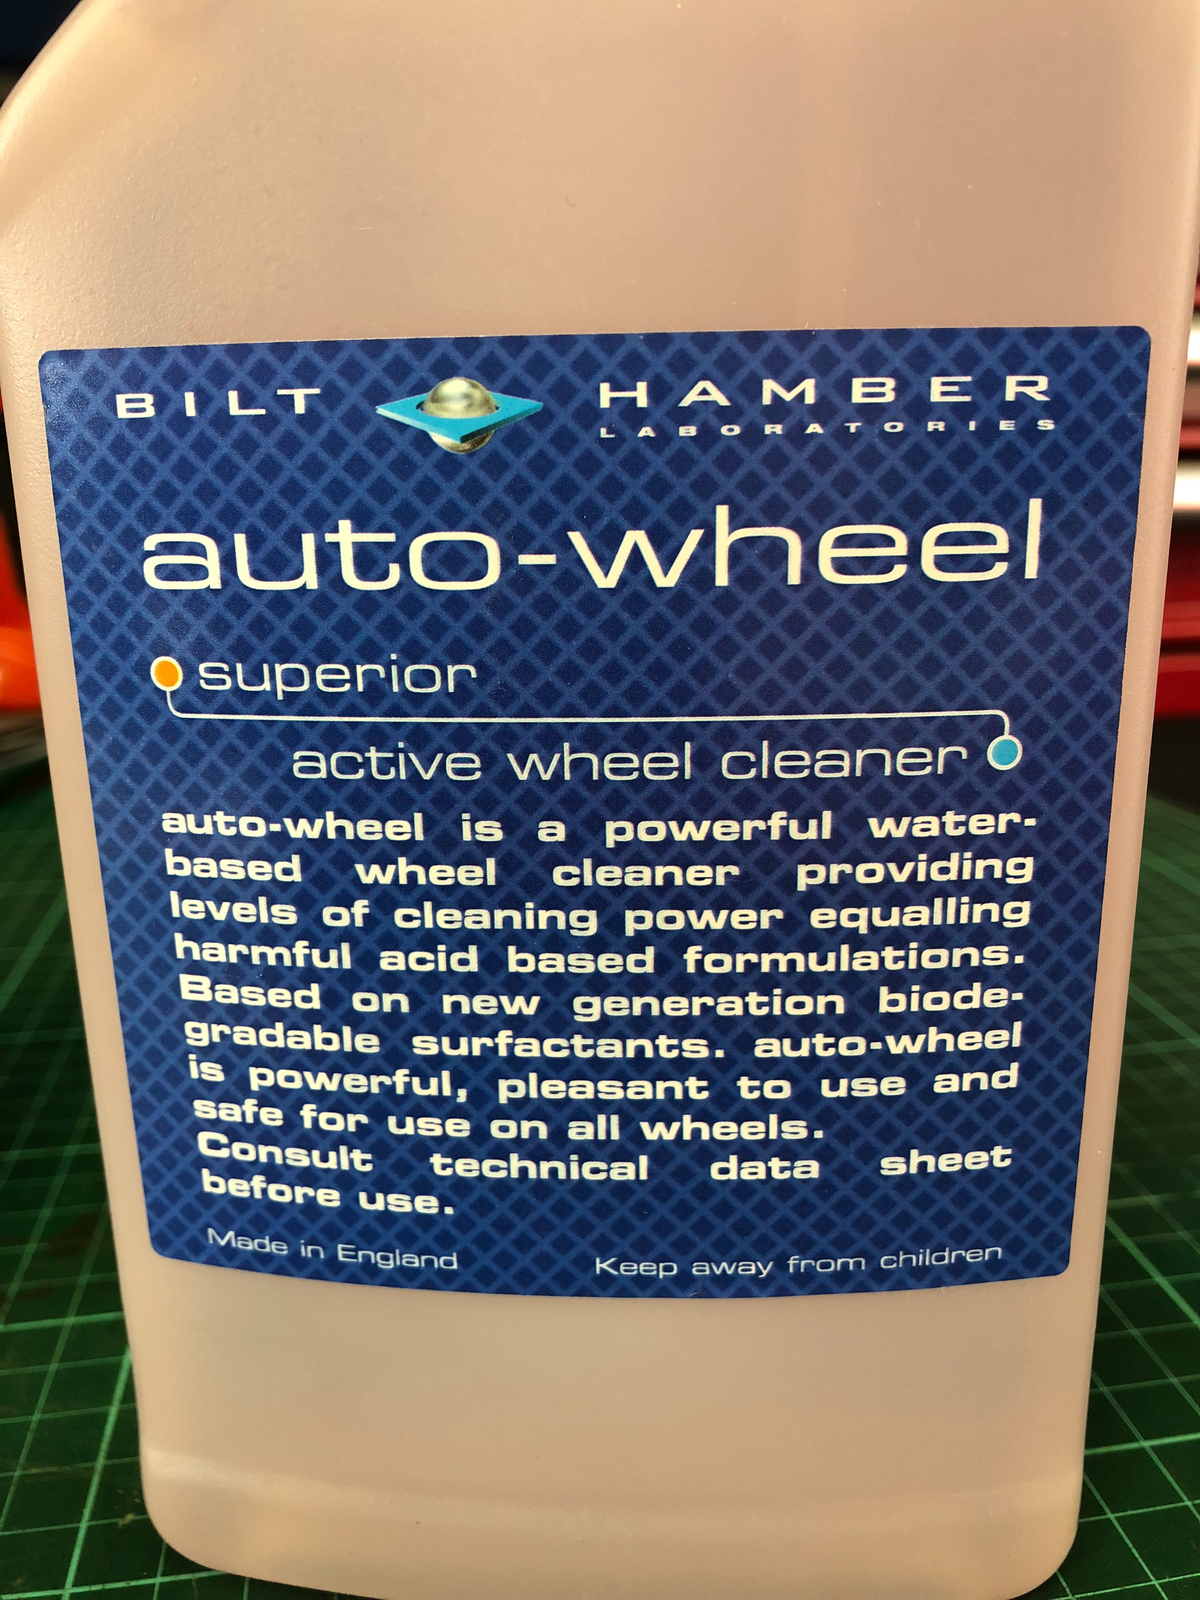 BILT HAMBER
LABORATORIES
auto-wheel
superior
active wheel cleaner
auto-wheel is a powerful water-
based wheel cleaner providing
levels of cleaning power equalling
harmful acid based formulations.
Based on new generation biode-
gradable surfactants. auto-wheel
is powerful, pleasant to use and
safe for use on all wheels.
Consult technical data sheet
before use.
Made in England Keep away from children